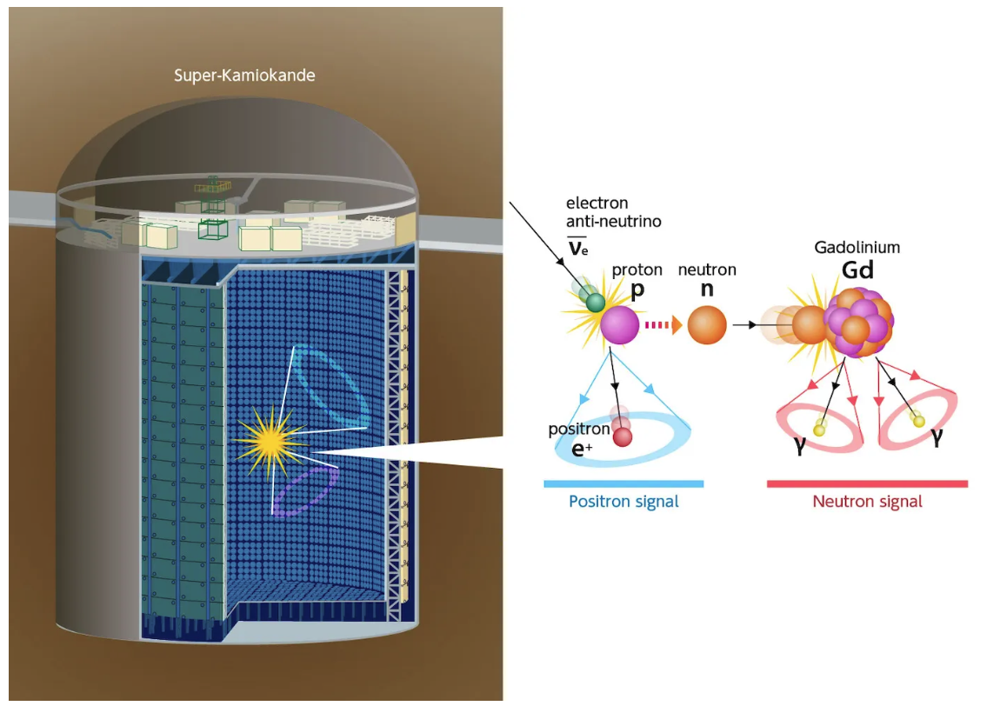 Super-Kamiokande
electron
anti-neutrino
ν̅e
proton
p
neutron
n
Gadolinium
Gd
positron
e⁺
γ
γ
Positron signal
Neutron signal